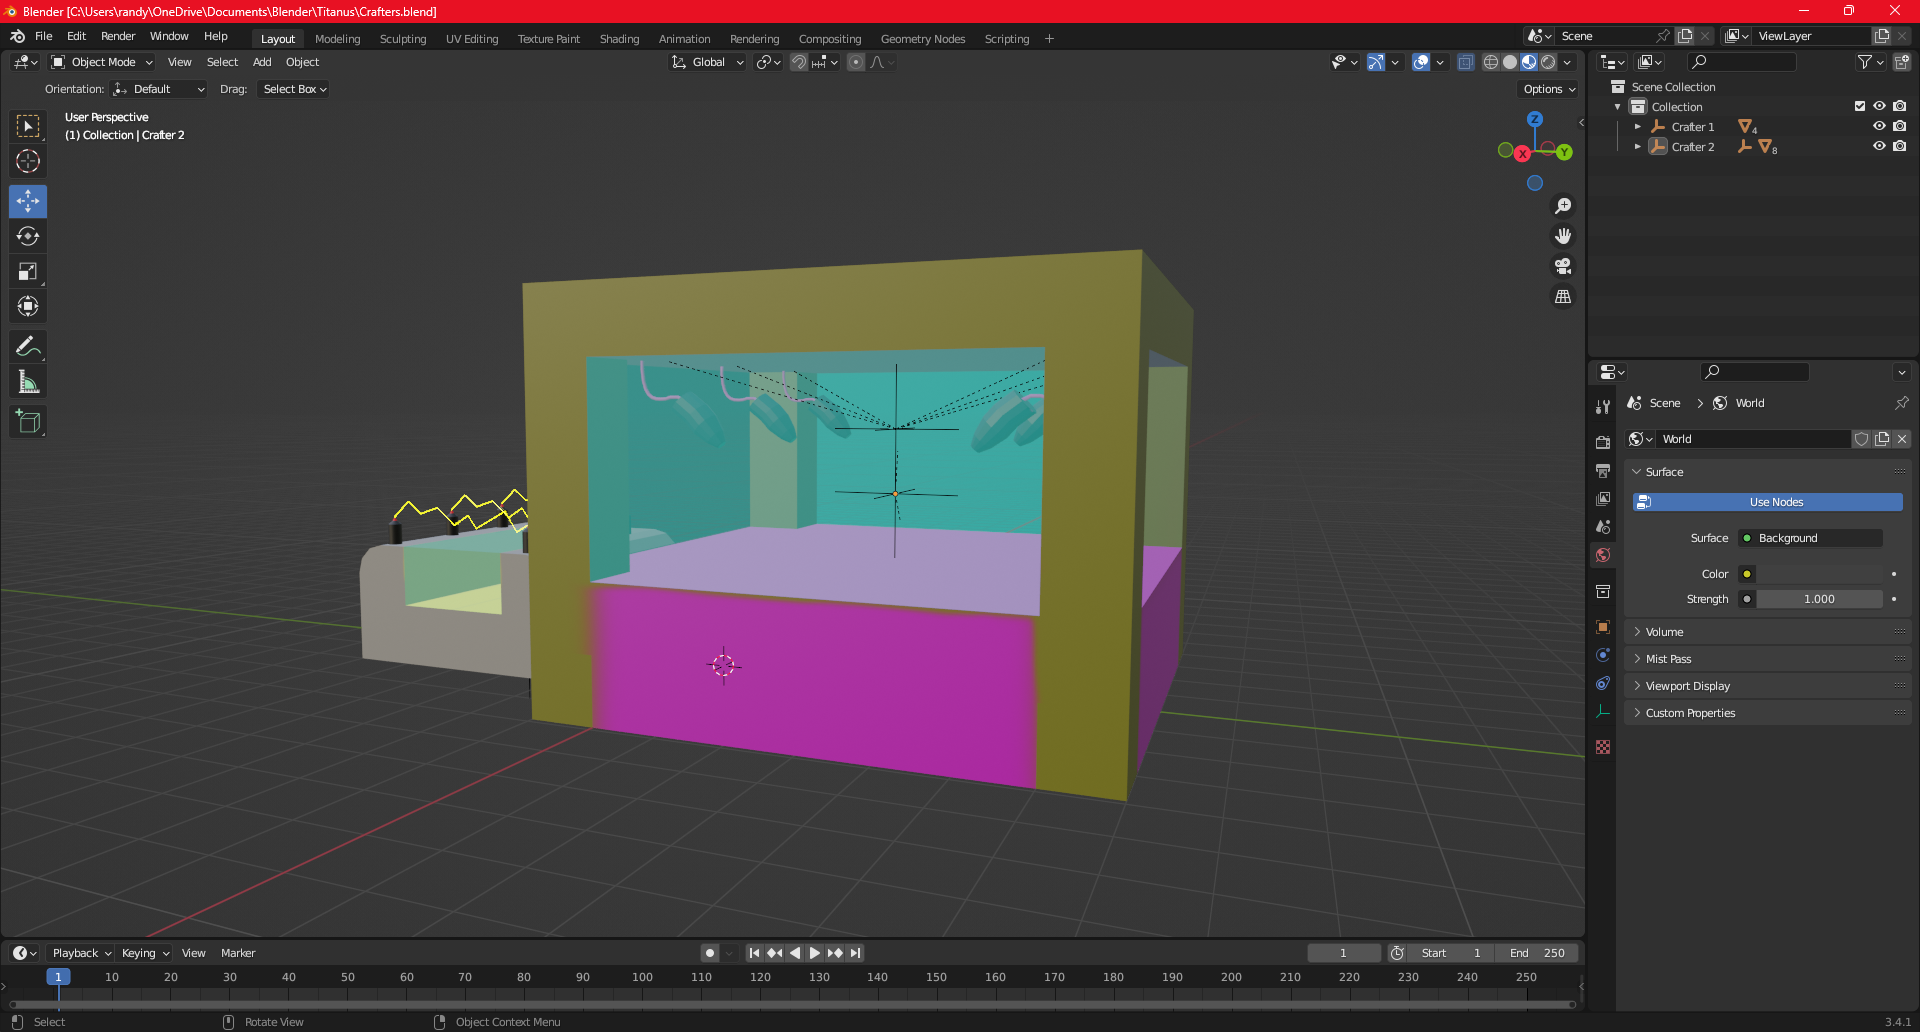 Blender [C:\Users\randy\OneDrive\Documents\Blender\Titanus\Crafters.blend]
File Edit Render Window Help Layout Modeling Sculpting UV Editing Texture Paint Shading Animation Rendering Compositing Geometry Nodes Scripting + Scene ViewLayer
Object Mode View Select Add Object Global
Orientation: Default Drag: Select Box Options
User Perspective
(1) Collection | Crafter 2
Z
X
Y
Scene Collection
Collection
Crafter 1 4
Crafter 2 8
Scene > World
World
Surface
Use Nodes
Surface Background
Color
Strength 1.000
Volume
Mist Pass
Viewport Display
Custom Properties
Playback Keying View Marker 1 Start 1 End 250
1 10 20 30 40 50 60 70 80 90 100 110 120 130 140 150 160 170 180 190 200 210 220 230 240 250
Select Rotate View Object Context Menu 3.4.1